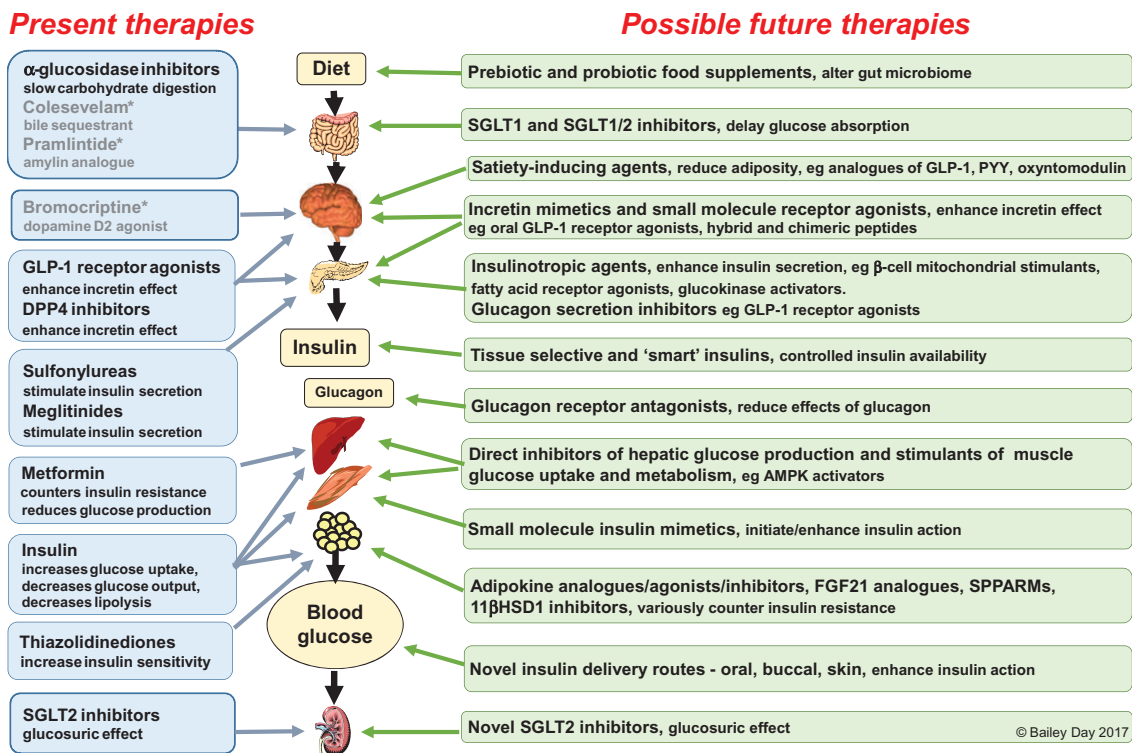 Present therapies
Possible future therapies
α-glucosidase inhibitors
slow carbohydrate digestion
Colesevelam*
bile sequestrant
Pramlintide*
amylin analogue
Bromocriptine*
dopamine D2 agonist
GLP-1 receptor agonists
enhance incretin effect
DPP4 inhibitors
enhance incretin effect
Sulfonylureas
stimulate insulin secretion
Meglitinides
stimulate insulin secretion
Metformin
counters insulin resistance
reduces glucose production
Insulin
increases glucose uptake,
decreases glucose output,
decreases lipolysis
Thiazolidinediones
increase insulin sensitivity
SGLT2 inhibitors
glucosuric effect
Diet
Insulin
Glucagon
Blood
glucose
Prebiotic and probiotic food supplements, alter gut microbiome
SGLT1 and SGLT1/2 inhibitors, delay glucose absorption
Satiety-inducing agents, reduce adiposity, eg analogues of GLP-1, PYY, oxyntomodulin
Incretin mimetics and small molecule receptor agonists, enhance incretin effect
eg oral GLP-1 receptor agonists, hybrid and chimeric peptides
Insulinotropic agents, enhance insulin secretion, eg β-cell mitochondrial stimulants,
fatty acid receptor agonists, glucokinase activators.
Glucagon secretion inhibitors eg GLP-1 receptor agonists
Tissue selective and ‘smart’ insulins, controlled insulin availability
Glucagon receptor antagonists, reduce effects of glucagon
Direct inhibitors of hepatic glucose production and stimulants of muscle
glucose uptake and metabolism, eg AMPK activators
Small molecule insulin mimetics, initiate/enhance insulin action
Adipokine analogues/agonists/inhibitors, FGF21 analogues, SPPARMs,
11βHSD1 inhibitors, variously counter insulin resistance
Novel insulin delivery routes - oral, buccal, skin, enhance insulin action
Novel SGLT2 inhibitors, glucosuric effect
© Bailey Day 2017